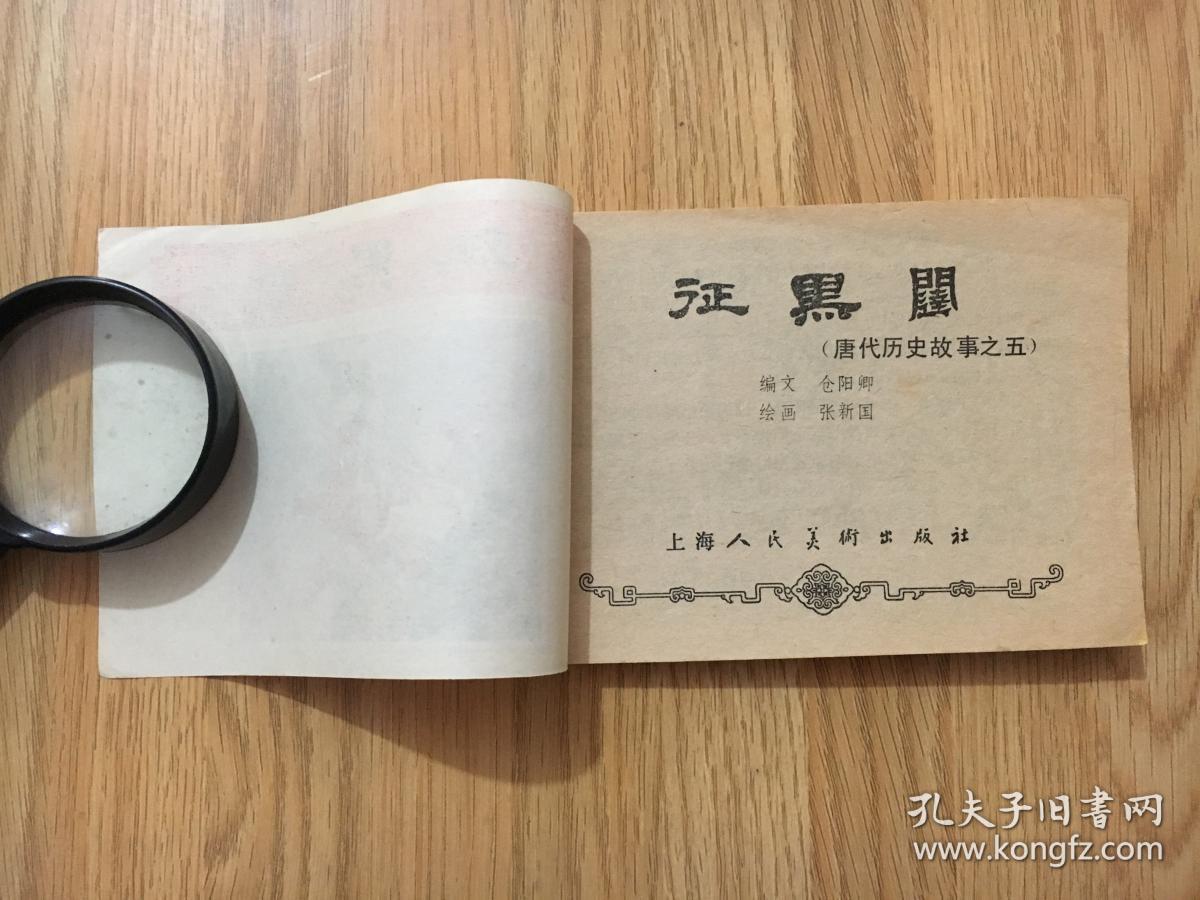 征黑闥
（唐代历史故事之五）
编文 仓阳卿
绘画 张新国
上海人民美術出版社
孔夫子旧書网
www.kongfz.com